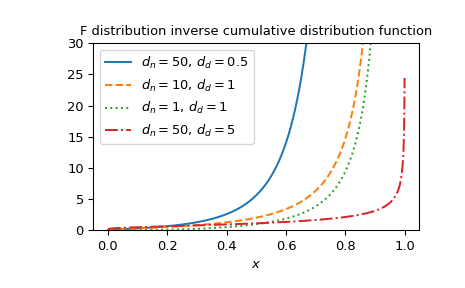 F distribution inverse cumulative distribution function
30
25
20
15
10
5
0
d_n = 50, d_d = 0.5
d_n = 10, d_d = 1
d_n = 1, d_d = 1
d_n = 50, d_d = 5
0.0 0.2 0.4 0.6 0.8 1.0
x